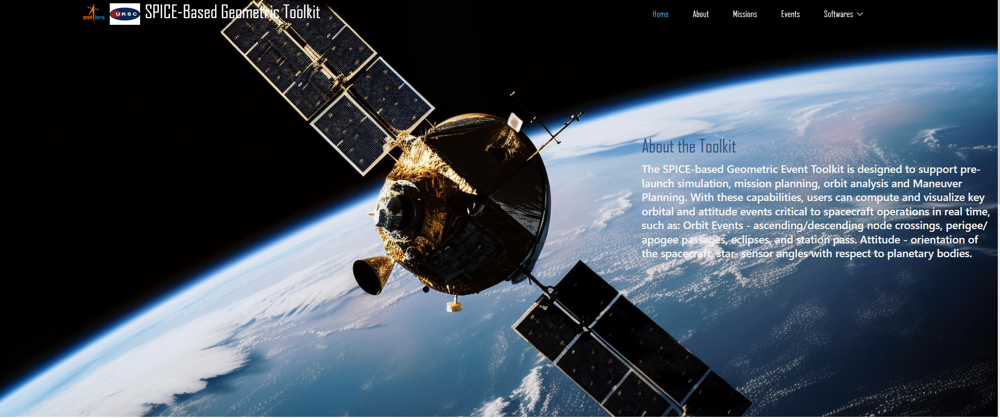 इसरो isro
URSC
SPICE-Based Geometric Toolkit
Home About Missions Events Softwares
About the Toolkit
The SPICE-based Geometric Event Toolkit is designed to support pre-
launch simulation, mission planning, orbit analysis and Maneuver
Planning. With these capabilities, users can compute and visualize key
orbital and attitude events critical to spacecraft operations in real time,
such as: Orbit Events - ascending/descending node crossings, perigee/
apogee passages, eclipses, and station pass. Attitude - orientation of
the spacecraft, star- sensor angles with respect to planetary bodies.